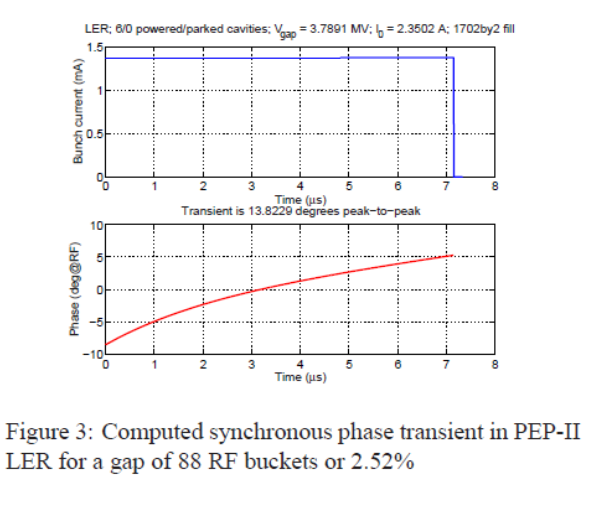 LER; 6/0 powered/parked cavities; Vgap = 3.7891 MV; I0 = 2.3502 A; 1702by2 fill
1.5
1
0.5
0
Bunch current (mA)
0 1 2 3 4 5 6 7 8
Time (μs)
Transient is 13.8229 degrees peak-to-peak
10
5
0
−5
−10
Phase (deg@RF)
0 1 2 3 4 5 6 7 8
Time (μs)
Figure 3: Computed synchronous phase transient in PEP-II
LER for a gap of 88 RF buckets or 2.52%